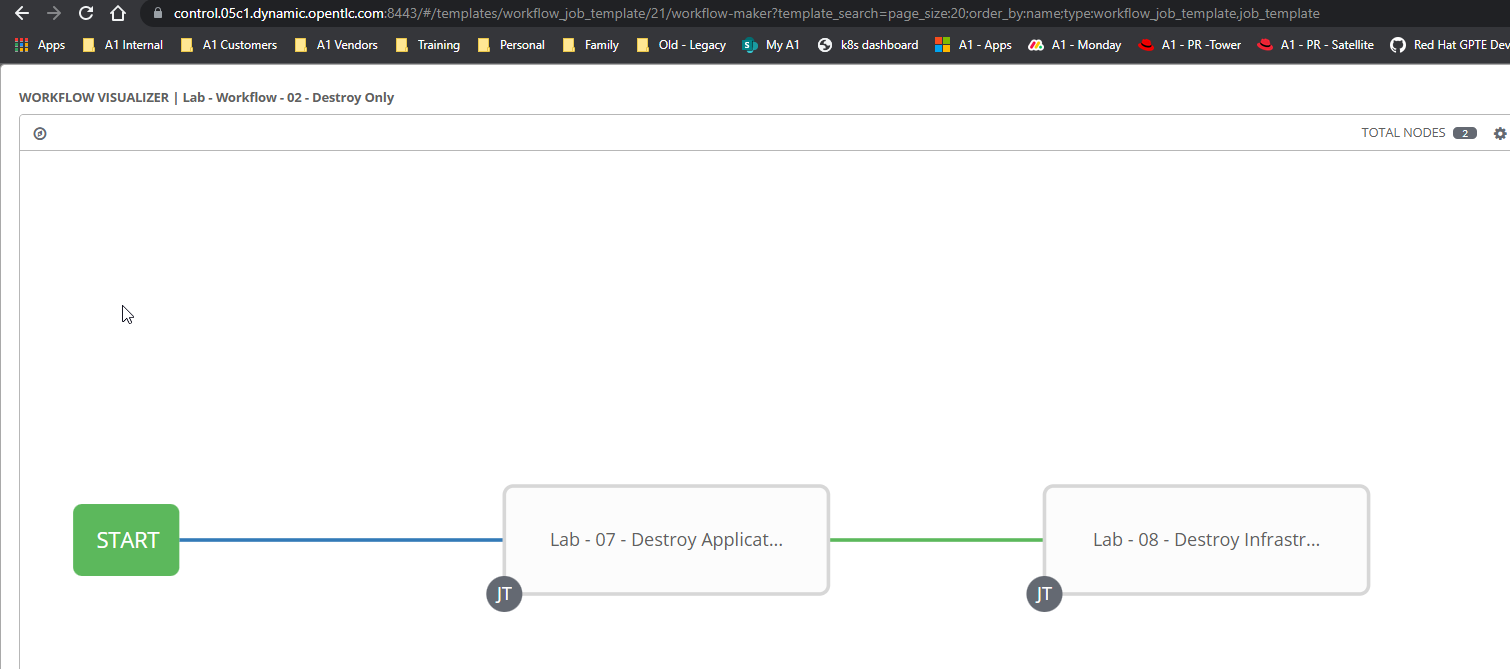 control.05c1.dynamic.opentlc.com:8443/#/templates/workflow_job_template/21/workflow-maker?template_search=page_size:20;order_by:name;type:workflow_job_template,job_template
Apps A1 Internal A1 Customers A1 Vendors Training Personal Family Old - Legacy S My A1 k8s dashboard A1 - Apps A1 - Monday A1 - PR -Tower A1 - PR - Satellite Red Hat GPTE Dev
WORKFLOW VISUALIZER | Lab - Workflow - 02 - Destroy Only
TOTAL NODES 2
START Lab - 07 - Destroy Applicat... Lab - 08 - Destroy Infrastr...
JT JT